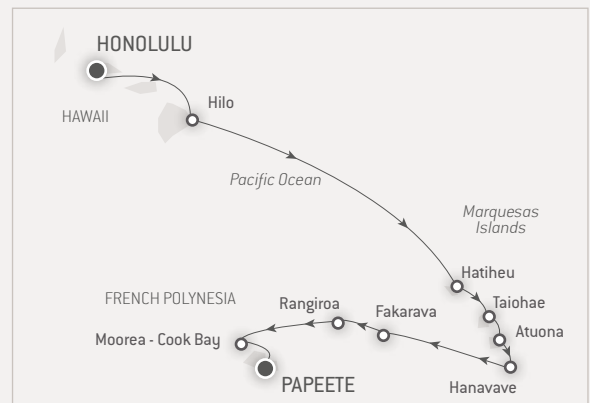 HONOLULU
Hilo
HAWAII
Pacific Ocean
Marquesas
Islands
Hatiheu
FRENCH POLYNESIA
Rangiroa
Taiohae
Fakarava
Atuona
Moorea - Cook Bay
PAPEETE
Hanavave